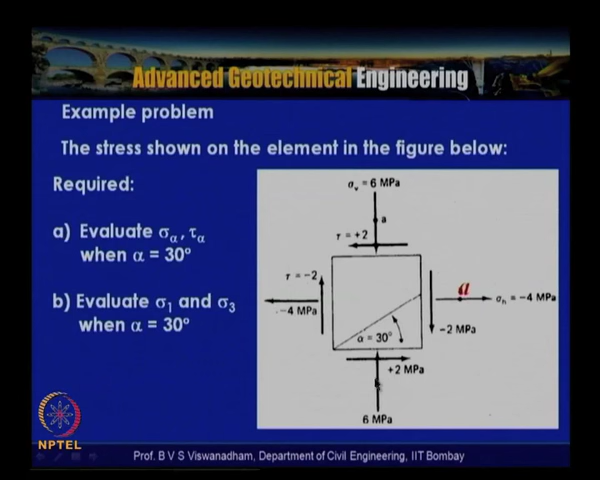 Advanced Geotechnical Engineering
Example problem
The stress shown on the element in the figure below:
Required:
a) Evaluate σα, τα
when α = 30°
b) Evaluate σ1 and σ3
when α = 30°
σv = 6 MPa
a
τ = +2
τ = -2
-4 MPa
a
σh = -4 MPa
α = 30°
-2 MPa
+2 MPa
6 MPa
NPTEL
Prof. B V S Viswanadham, Department of Civil Engineering, IIT Bombay